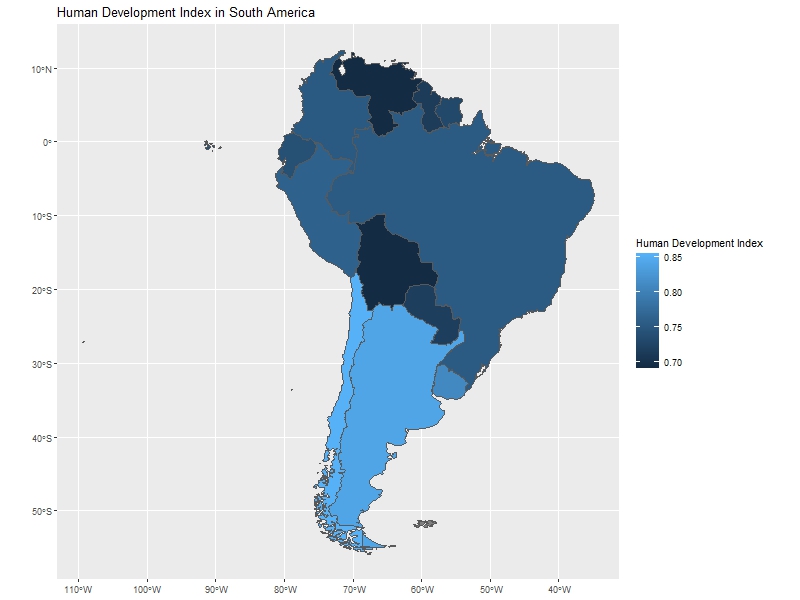 Human Development Index in South America
10°N
0°
10°S
20°S
30°S
40°S
50°S
110°W 100°W 90°W 80°W 70°W 60°W 50°W 40°W
Human Development Index
0.85
0.80
0.75
0.70